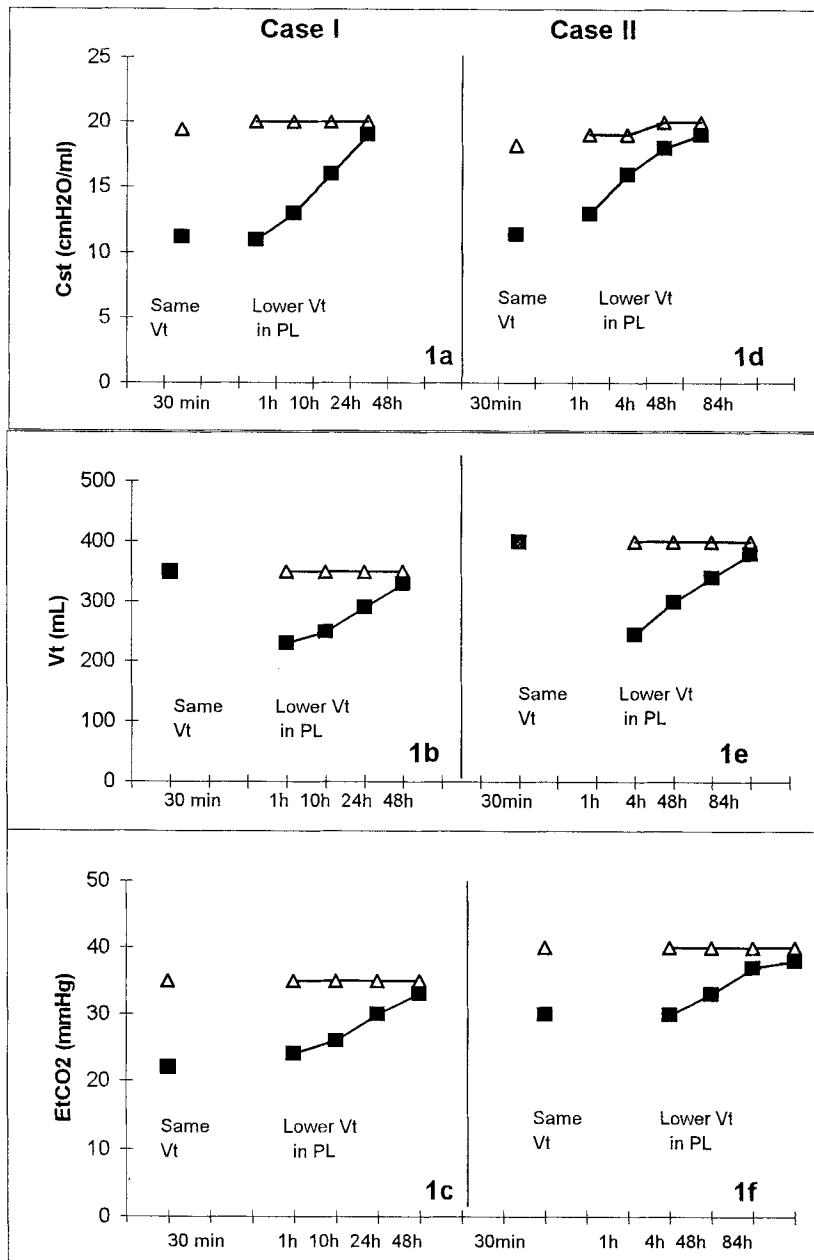 Case I Case II
25
20
15
10
5
0
Cst (cmH2O/ml)
Same
Vt
Lower Vt
in PL
1a
Same
Vt
Lower Vt
in PL
1d
30 min 1h 10h 24h 48h 30min 1h 4h 48h 84h
500
400
300
200
100
0
Vt (mL)
Same
Vt
Lower Vt
in PL
1b
Same
Vt
Lower Vt
in PL
1e
30 min 1h 10h 24h 48h 30min 1h 4h 48h 84h
50
40
30
20
10
0
EtCO2 (mmHg)
Same
Vt
Lower Vt
in PL
1c
Same
Vt
Lower Vt
in PL
1f
30 min 1h 10h 24h 48h 30min 1h 4h 48h 84h